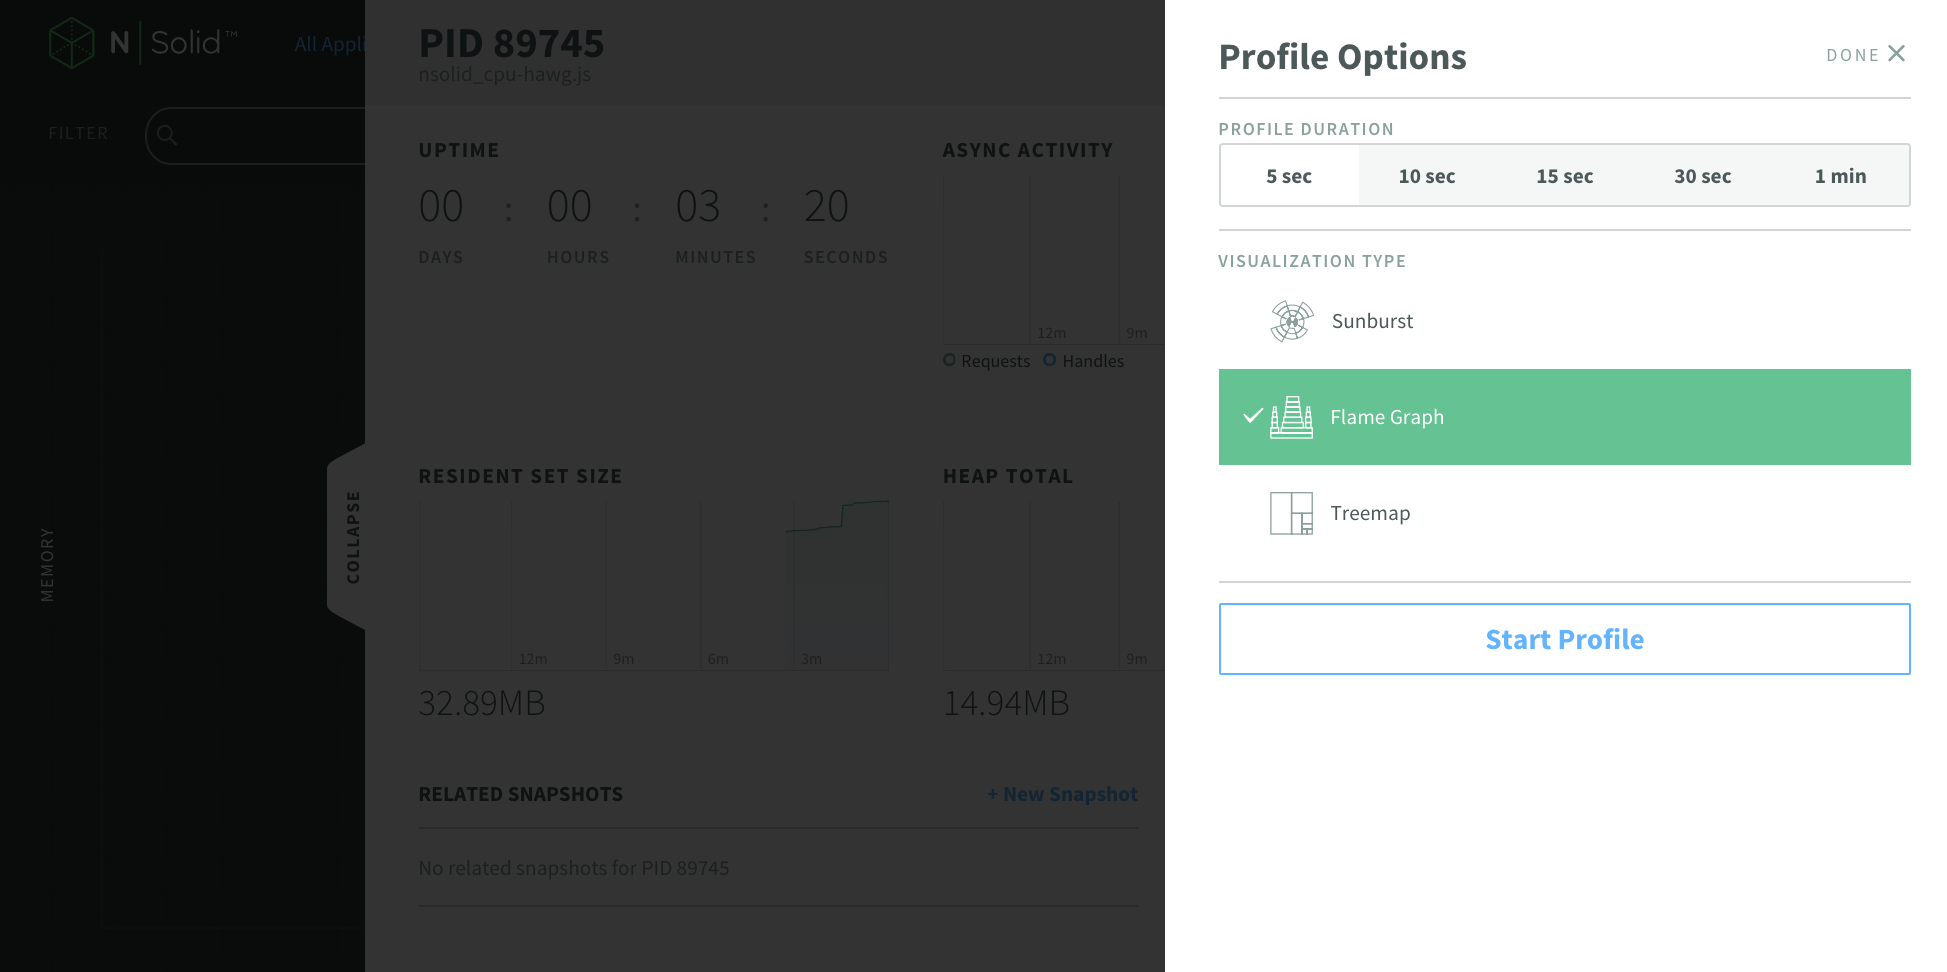 N Solid™
All Appli
FILTER
MEMORY
COLLAPSE
PID 89745
nsolid_cpu-hawg.js
UPTIME
00 : 00 : 03 : 20
DAYS HOURS MINUTES SECONDS
ASYNC ACTIVITY
12m 9m
Requests Handles
RESIDENT SET SIZE
12m 9m 6m 3m
32.89MB
HEAP TOTAL
12m 9m
14.94MB
RELATED SNAPSHOTS
+ New Snapshot
No related snapshots for PID 89745
Profile Options
DONE
PROFILE DURATION
5 sec 10 sec 15 sec 30 sec 1 min
VISUALIZATION TYPE
Sunburst
Flame Graph
Treemap
Start Profile